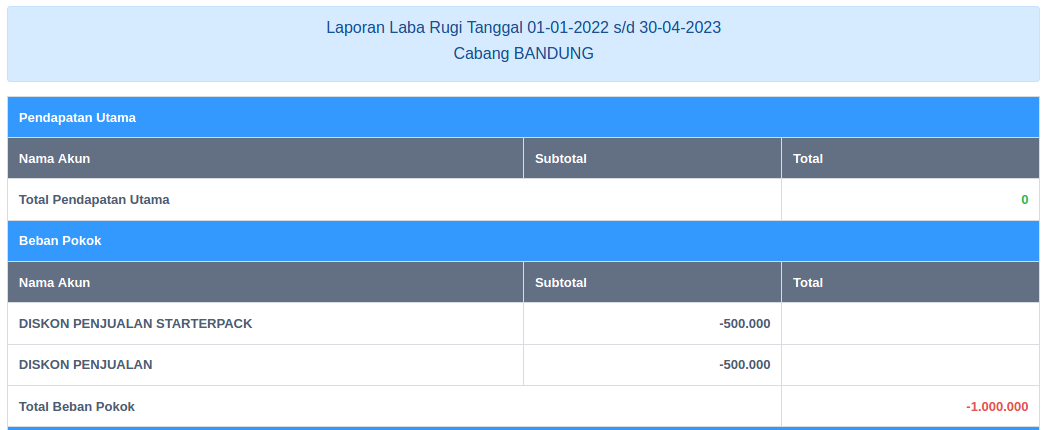 Laporan Laba Rugi Tanggal 01-01-2022 s/d 30-04-2023
Cabang BANDUNG
Pendapatan Utama
Nama Akun Subtotal Total
Total Pendapatan Utama 0
Beban Pokok
Nama Akun Subtotal Total
DISKON PENJUALAN STARTERPACK -500.000
DISKON PENJUALAN -500.000
Total Beban Pokok -1.000.000